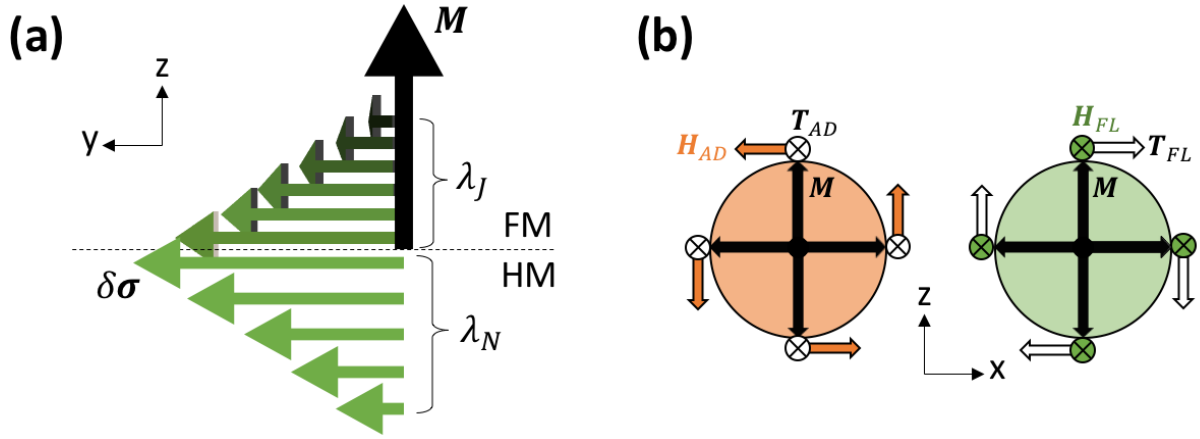 (a)
M
z
y
λ_J
FM
HM
δσ
λ_N
(b)
T_AD
H_AD
M
H_FL
T_FL
M
z
x